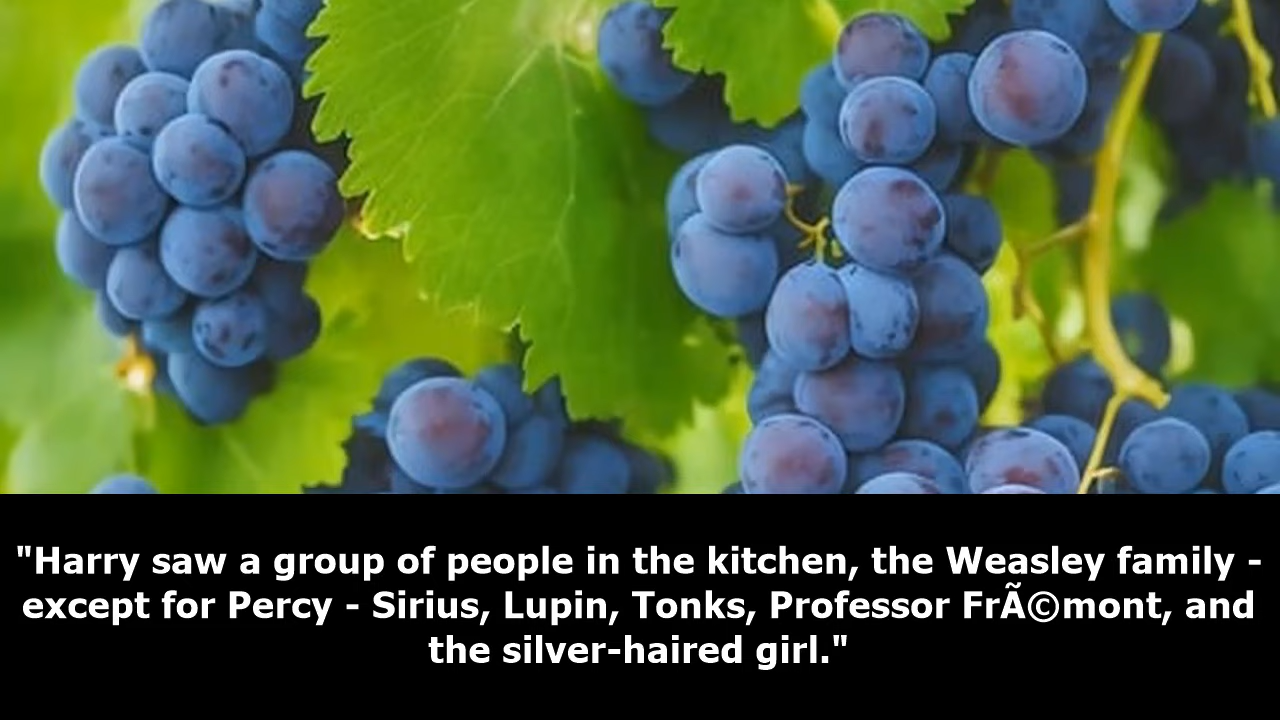 "Harry saw a group of people in the kitchen, the Weasley family -
except for Percy - Sirius, Lupin, Tonks, Professor FrÃ©mont, and
the silver-haired girl."